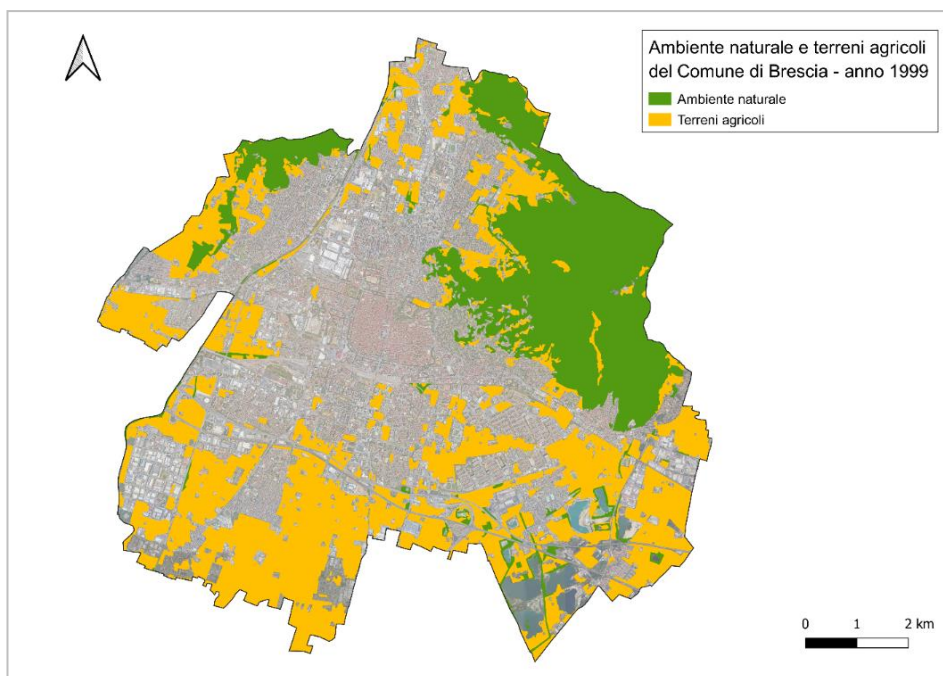 Ambiente naturale e terreni agricoli
del Comune di Brescia - anno 1999
Ambiente naturale
Terreni agricoli
0 1 2 km